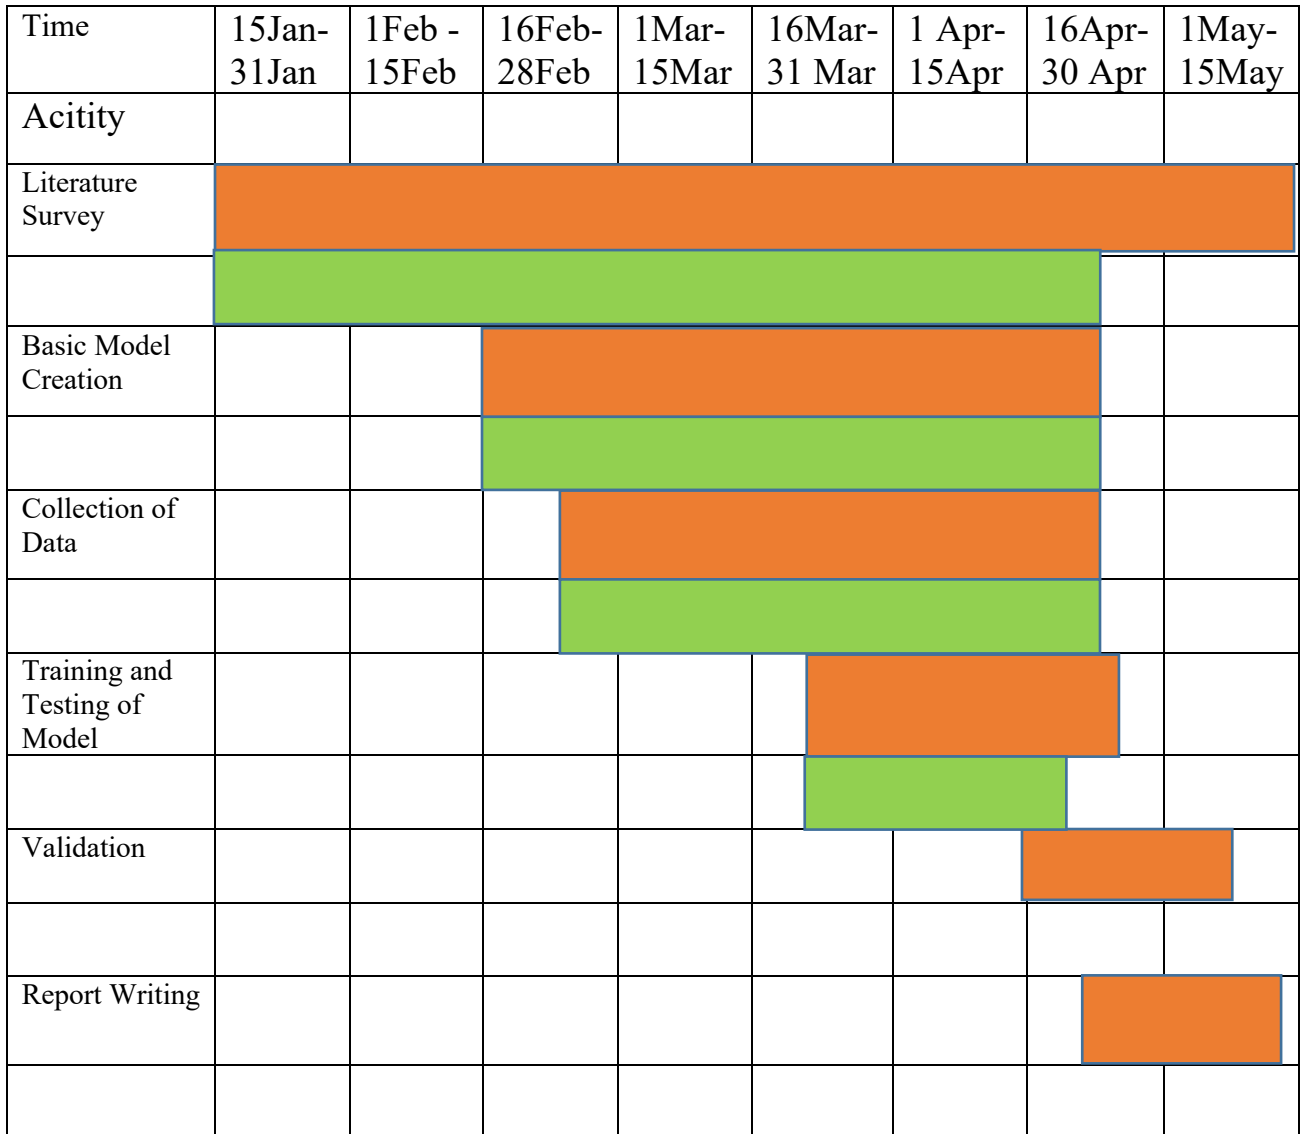 Time
15Jan-
31Jan
1Feb -
15Feb
16Feb-
28Feb
1Mar-
15Mar
16Mar-
31 Mar
1 Apr-
15Apr
16Apr-
30 Apr
1May-
15May
Acitity
Literature
Survey
Basic Model
Creation
Collection of
Data
Training and
Testing of
Model
Validation
Report Writing